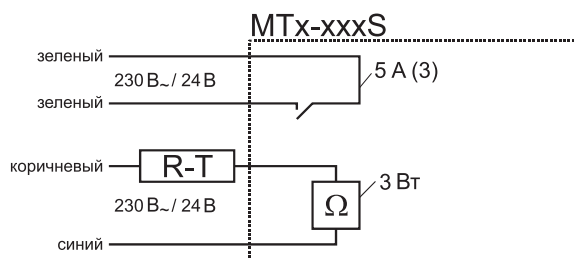 MTx-xxxS
зеленый
230 В~/ 24 В
5 А (3)
зеленый
коричневый
R-T
3 Вт
Ω
230 В~/ 24 В
синий